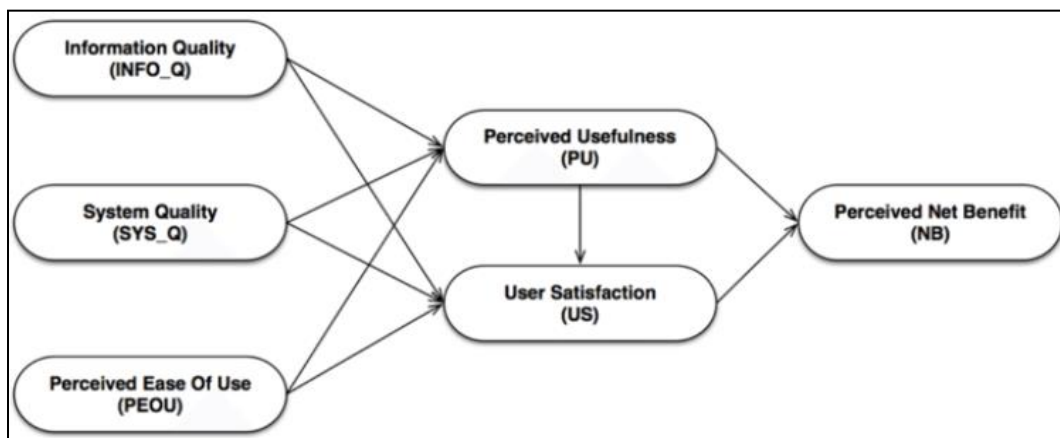 Information Quality
(INFO_Q)
System Quality
(SYS_Q)
Perceived Ease Of Use
(PEOU)
Perceived Usefulness
(PU)
User Satisfaction
(US)
Perceived Net Benefit
(NB)